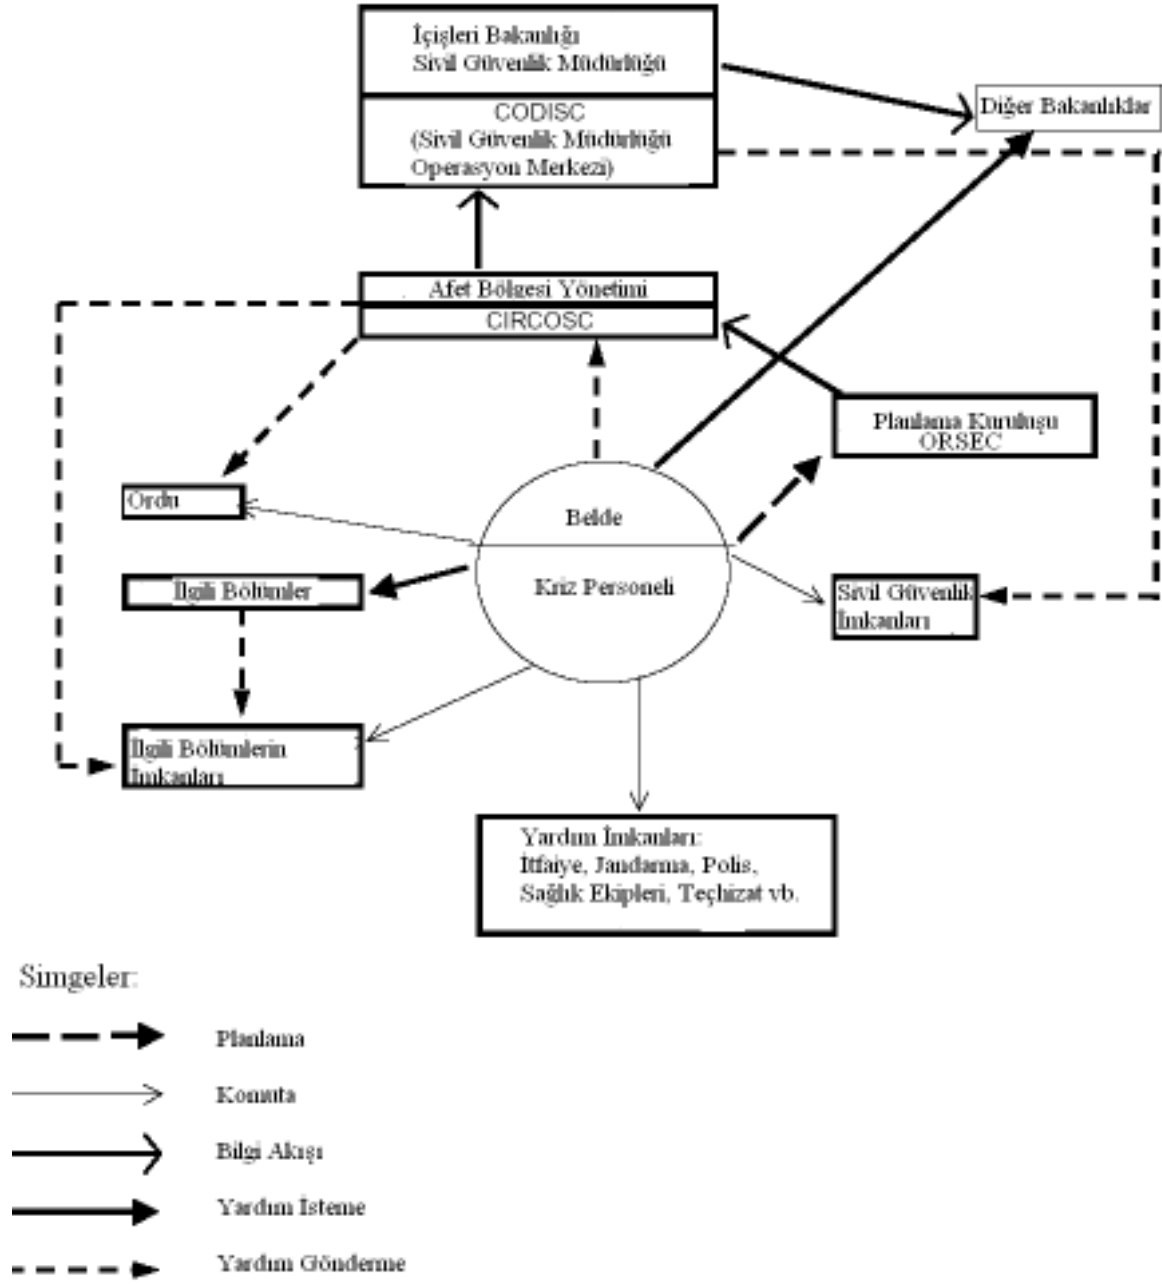 İçişleri Bakanlığı
Sivil Güvenlik Müdürlüğü
CODISC
(Sivil Güvenlik Müdürlüğü
Operasyon Merkezi)
Diğer Bakanlıklar
Afet Bölgesi Yönetimi
CIRCOSC
Planlama Kuruluşu
ORSEC
Ordu
Belde
İlgili Bölümler
Kriz Personeli
Sivil Güvenlik
İmkanları
İlgili Bölümlerin
İmkanları
Yardım İmkanları:
İtfaiye, Jandarma, Polis,
Sağlık Ekipleri, Teçhizat vb.
Simgeler:
Planlama
Komuta
Bilgi Akışı
Yardım İsteme
Yardım Gönderme